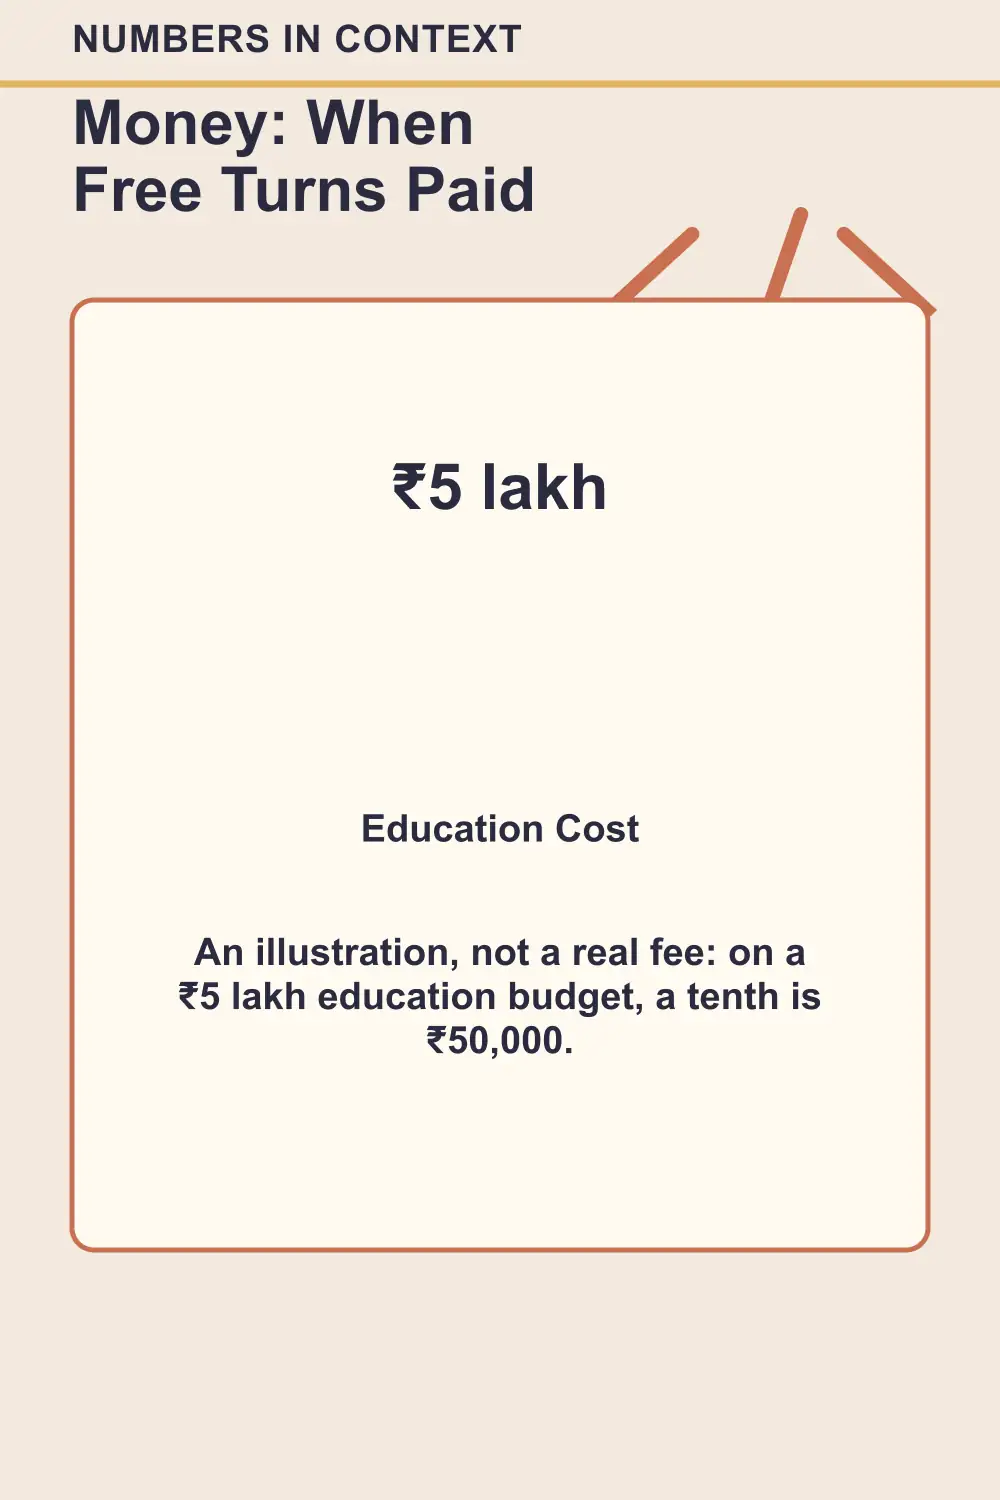 NUMBERS IN CONTEXT
Money: When
Free Turns Paid
₹5 lakh
Education Cost
An illustration, not a real fee: on a
₹5 lakh education budget, a tenth is
₹50,000.